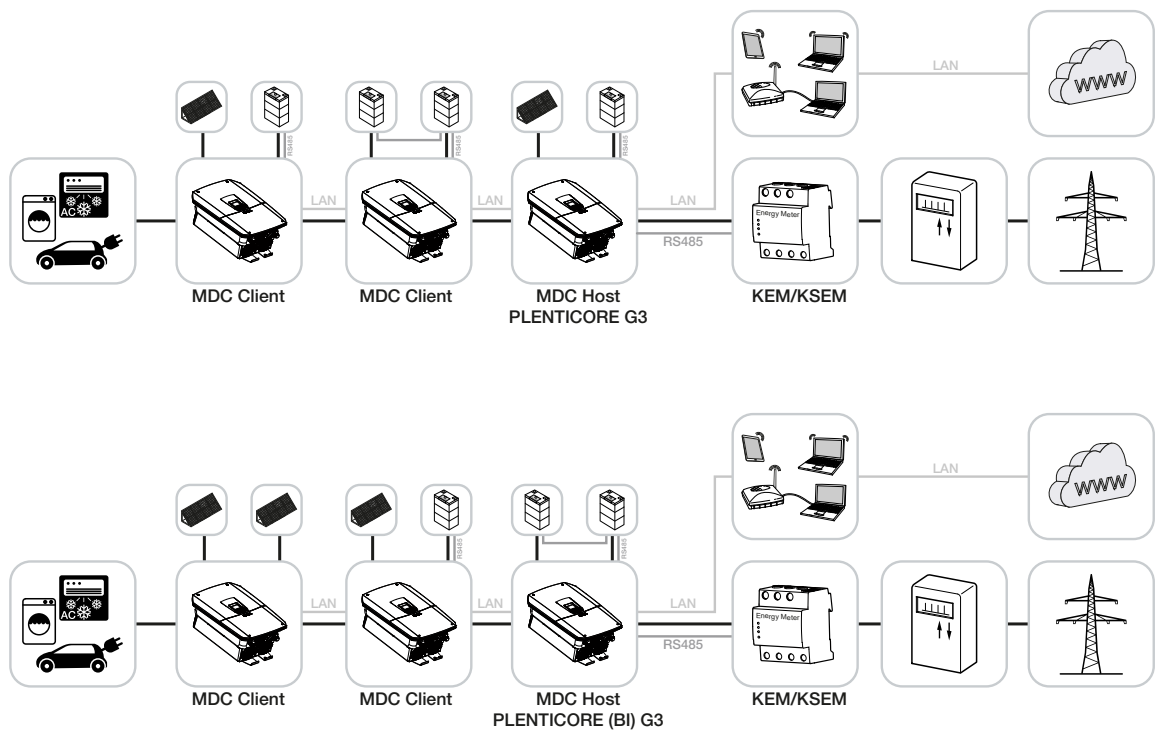 LAN
WWW
RS485
RS485
RS485
AC
LAN
LAN
LAN
Energy Meter
RS485
MDC Client
MDC Client
MDC Host
PLENTICORE G3
KEM/KSEM
LAN
WWW
RS485
RS485
AC
LAN
LAN
LAN
Energy Meter
RS485
MDC Client
MDC Client
MDC Host
PLENTICORE (BI) G3
KEM/KSEM